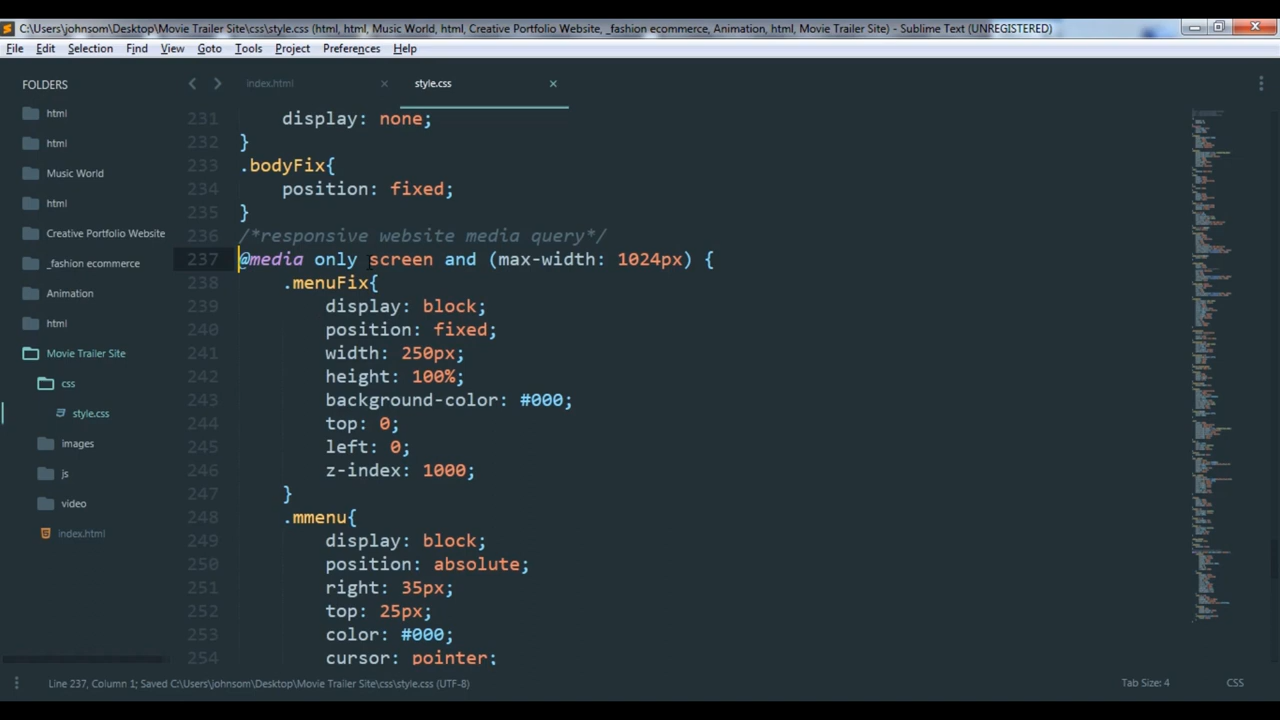 C:\Users\johnsom\Desktop\Movie Trailer Site\css\style.css (html, html, Music World, html, Creative Portfolio Website, _fashion ecommerce, Animation, html, Movie Trailer Site) - Sublime Text (UNREGISTERED)
File Edit Selection Find View Goto Tools Project Preferences Help
FOLDERS
html
html
Music World
html
Creative Portfolio Website
_fashion ecommerce
Animation
html
Movie Trailer Site
css
style.css
images
js
video
index.html
index.html
style.css
231 display: none;
232 }
233 .bodyFix{
234 position: fixed;
235 }
236 /*responsive website media query*/
237 @media only screen and (max-width: 1024px) {
238 .menuFix{
239 display: block;
240 position: fixed;
241 width: 250px;
242 height: 100%;
243 background-color: #000;
244 top: 0;
245 left: 0;
246 z-index: 1000;
247 }
248 .mmenu{
249 display: block;
250 position: absolute;
251 right: 35px;
252 top: 25px;
253 color: #000;
254 cursor: pointer;
Line 237, Column 1; Saved C:\Users\johnsom\Desktop\Movie Trailer Site\css\style.css (UTF-8)
Tab Size: 4
CSS